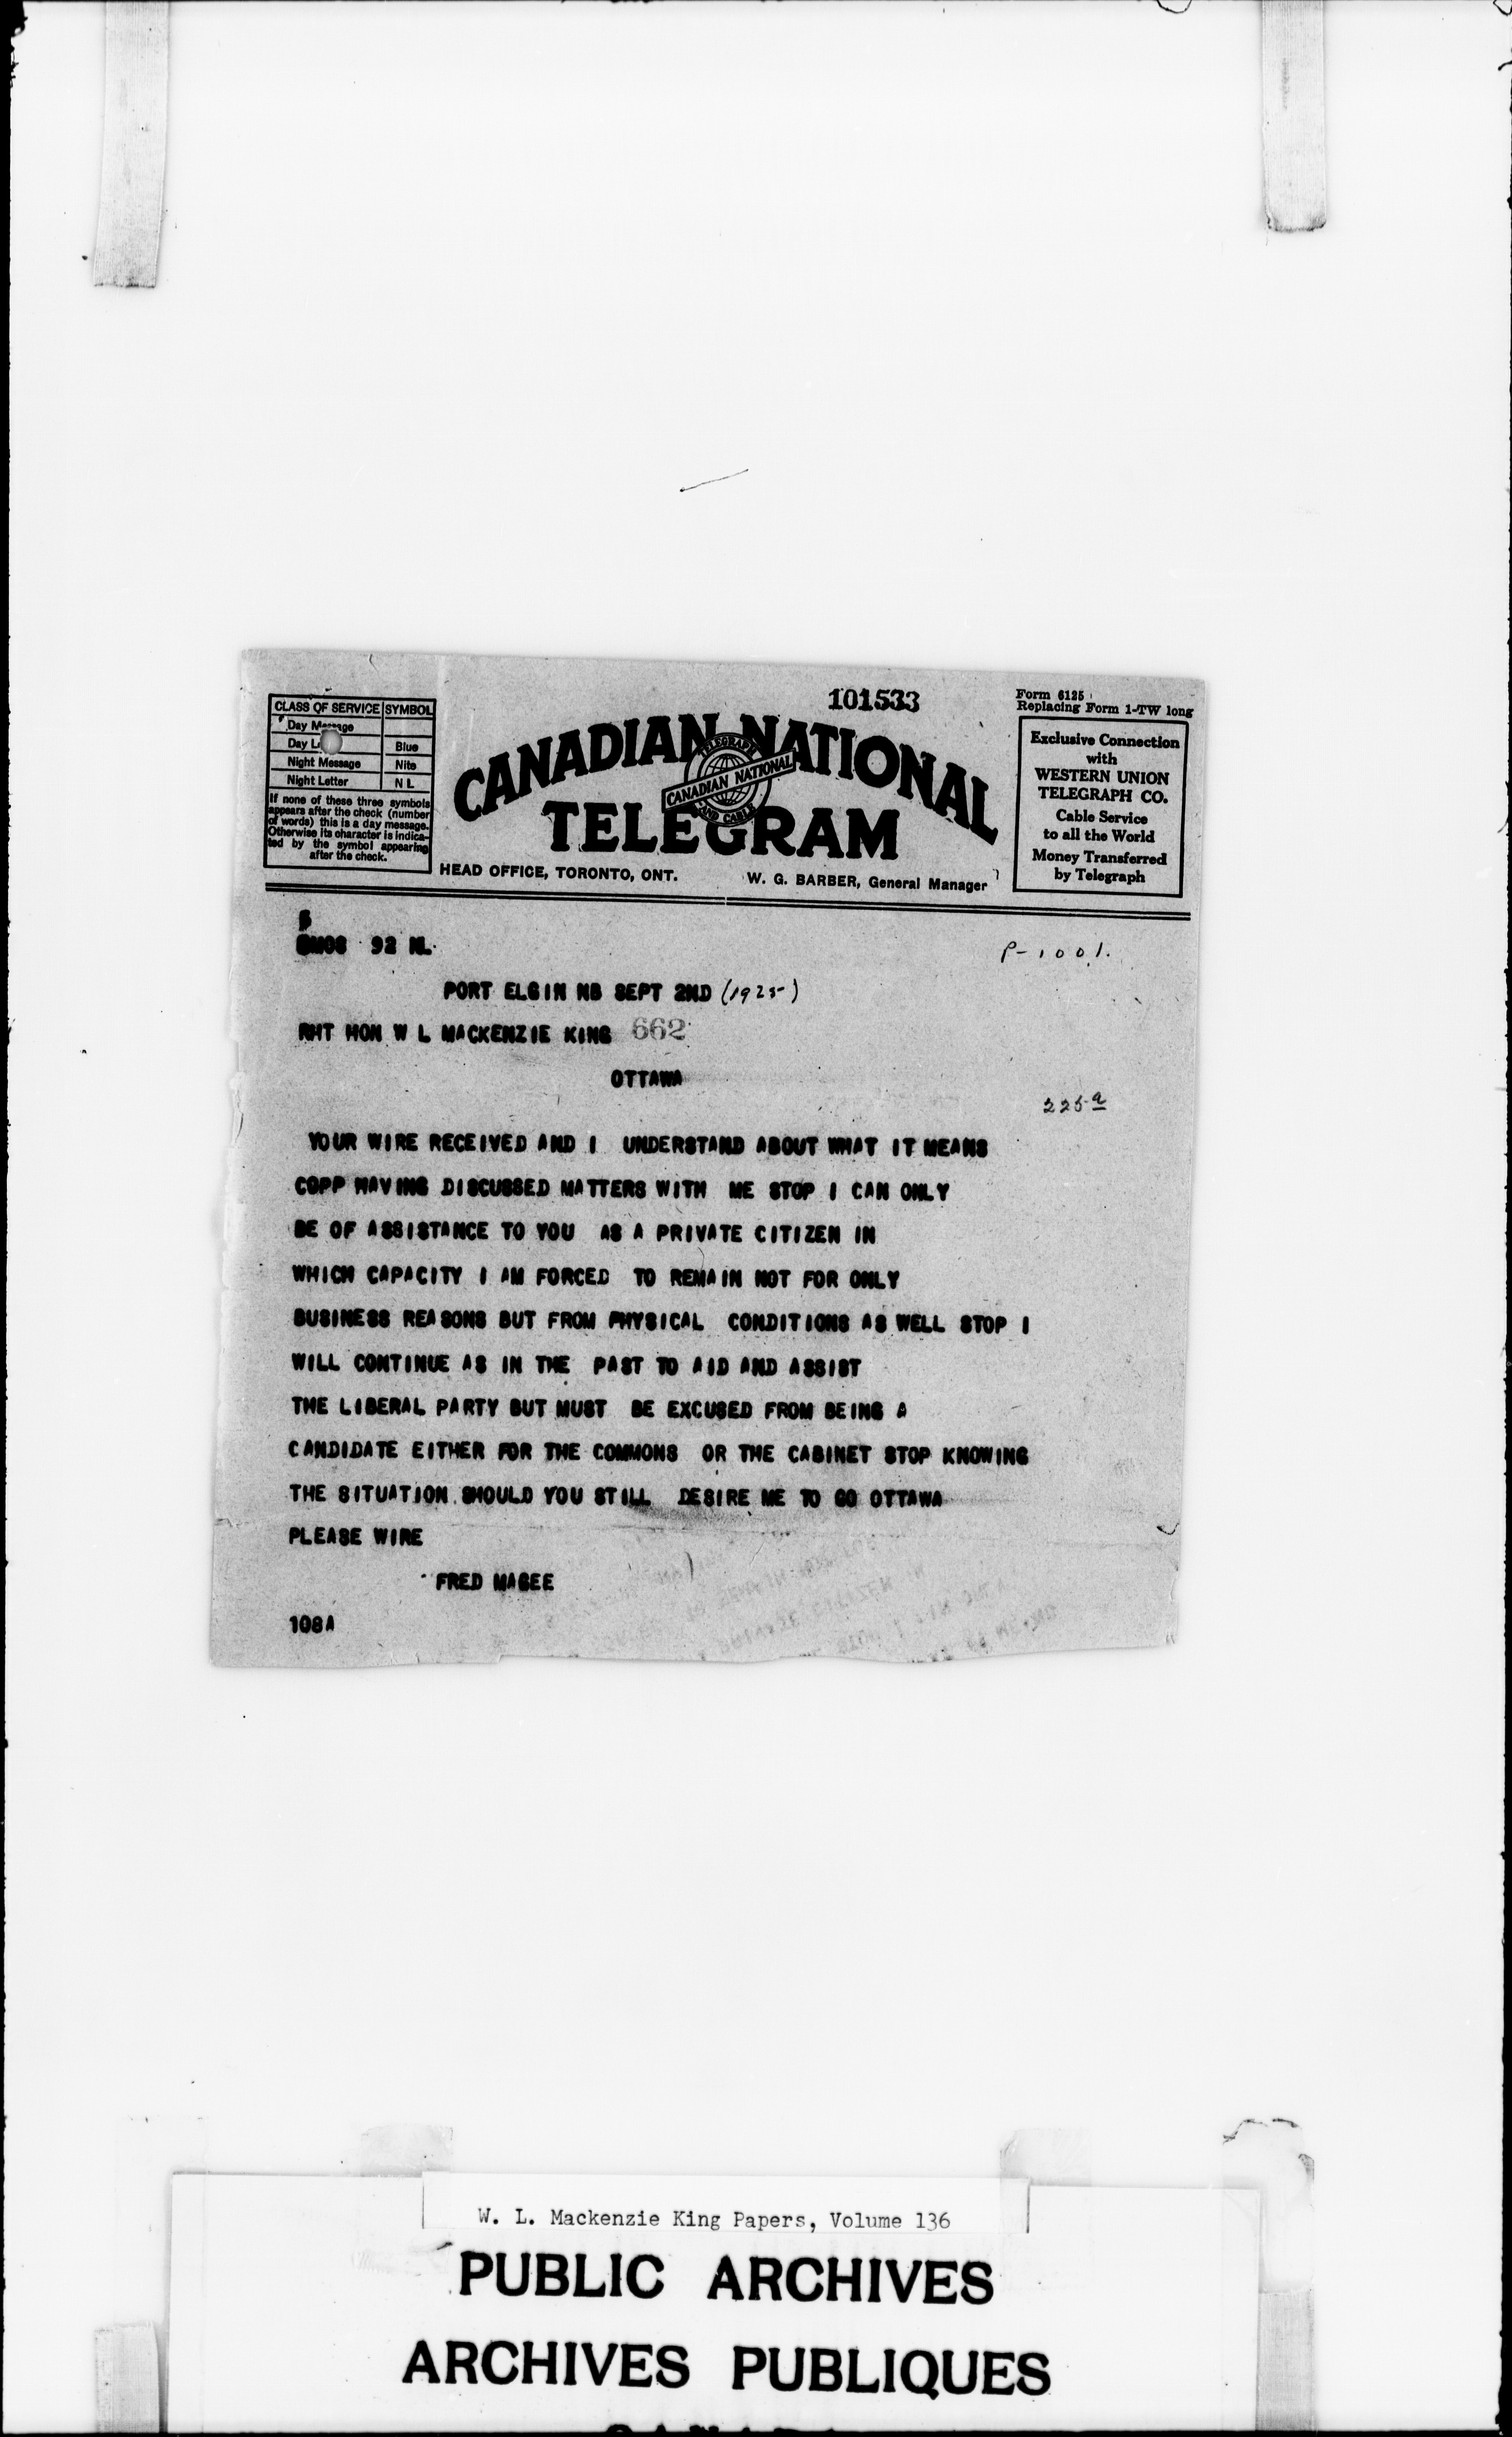 101533
Form 6125
Replacing Form 1-TW long
CLASS OF SERVICE SYMBOL
Day Message
Day Blue
Night Message Nite
Night Letter N L
If none of these three symbols
appears after the check (number
of words) this is a day message.
Otherwise its character is indica-
ted by the symbol appearing
after the check.
CANADIAN NATIONAL
TELEGRAPH
CANADIAN NATIONAL
AND CABLE
TELEGRAM
HEAD OFFICE, TORONTO, ONT. W. G. BARBER, General Manager
Exclusive Connection
with
WESTERN UNION
TELEGRAPH CO.
Cable Service
to all the World
Money Transferred
by Telegraph
92 NL
P-1001.
PORT ELGIN NB SEPT 2ND (1925)
RHT HON W L MACKENZIE KING 662
OTTAWA
225a
YOUR WIRE RECEIVED AND I UNDERSTAND ABOUT WHAT IT MEANS
COPP HAVING DISCUSSED MATTERS WITH ME STOP I CAN ONLY
BE OF ASSISTANCE TO YOU AS A PRIVATE CITIZEN IN
WHICH CAPACITY I AM FORCED TO REMAIN NOT FOR ONLY
BUSINESS REASONS BUT FROM PHYSICAL CONDITIONS AS WELL STOP I
WILL CONTINUE AS IN THE PAST TO AID AND ASSIST
THE LIBERAL PARTY BUT MUST BE EXCUSED FROM BEING A
CANDIDATE EITHER FOR THE COMMONS OR THE CABINET STOP KNOWING
THE SITUATION SHOULD YOU STILL DESIRE ME TO GO OTTAWA
PLEASE WIRE
FRED MAGEE
108A
W. L. Mackenzie King Papers, Volume 136
PUBLIC ARCHIVES
ARCHIVES PUBLIQUES